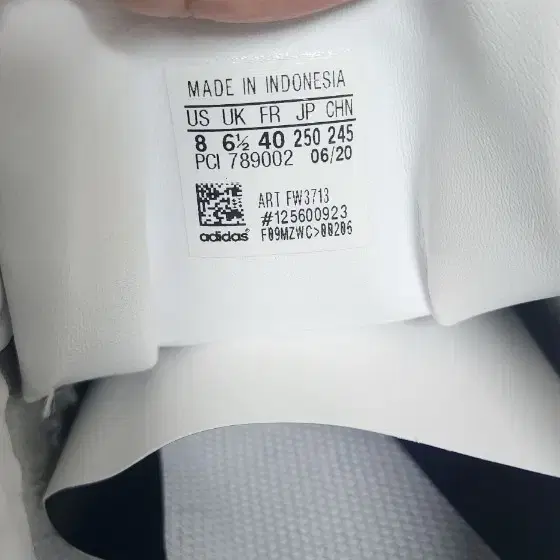 MADE IN INDONESIA
US UK FR JP CHN
8 6½ 40 250 245
PCI 789002 06/20
ART FW3713
#125600923
adidas® F09MZWC>00206